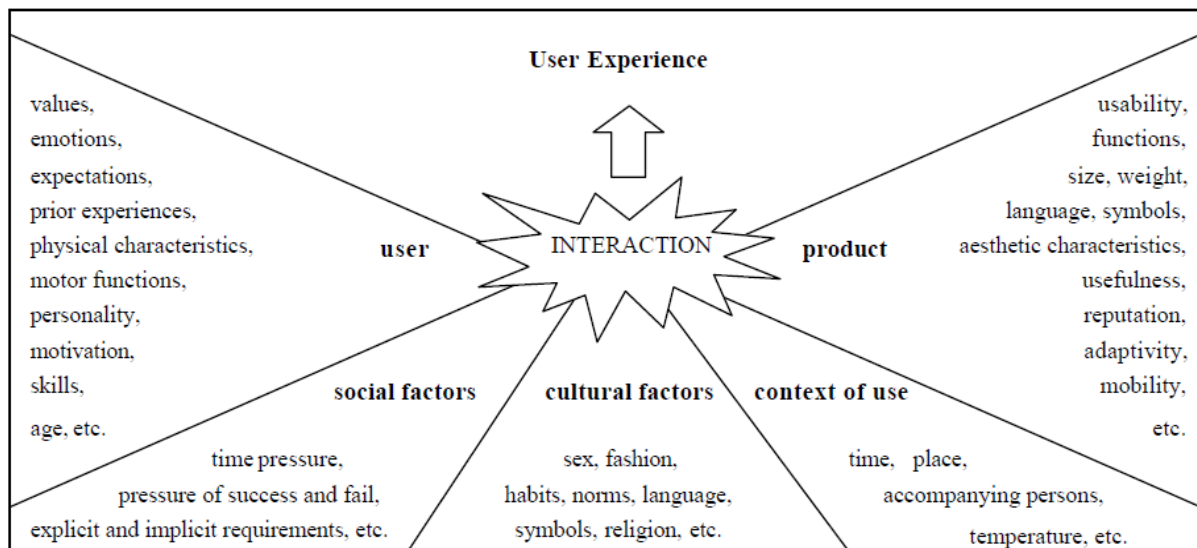 User Experience
values,
emotions,
expectations,
prior experiences,
physical characteristics,
motor functions,
personality,
motivation,
skills,
age, etc.
user
INTERACTION
product
usability,
functions,
size, weight,
language, symbols,
aesthetic characteristics,
usefulness,
reputation,
adaptivity,
mobility,
etc.
social factors
time pressure,
pressure of success and fail,
explicit and implicit requirements, etc.
cultural factors
sex, fashion,
habits, norms, language,
symbols, religion, etc.
context of use
time, place,
accompanying persons,
temperature, etc.